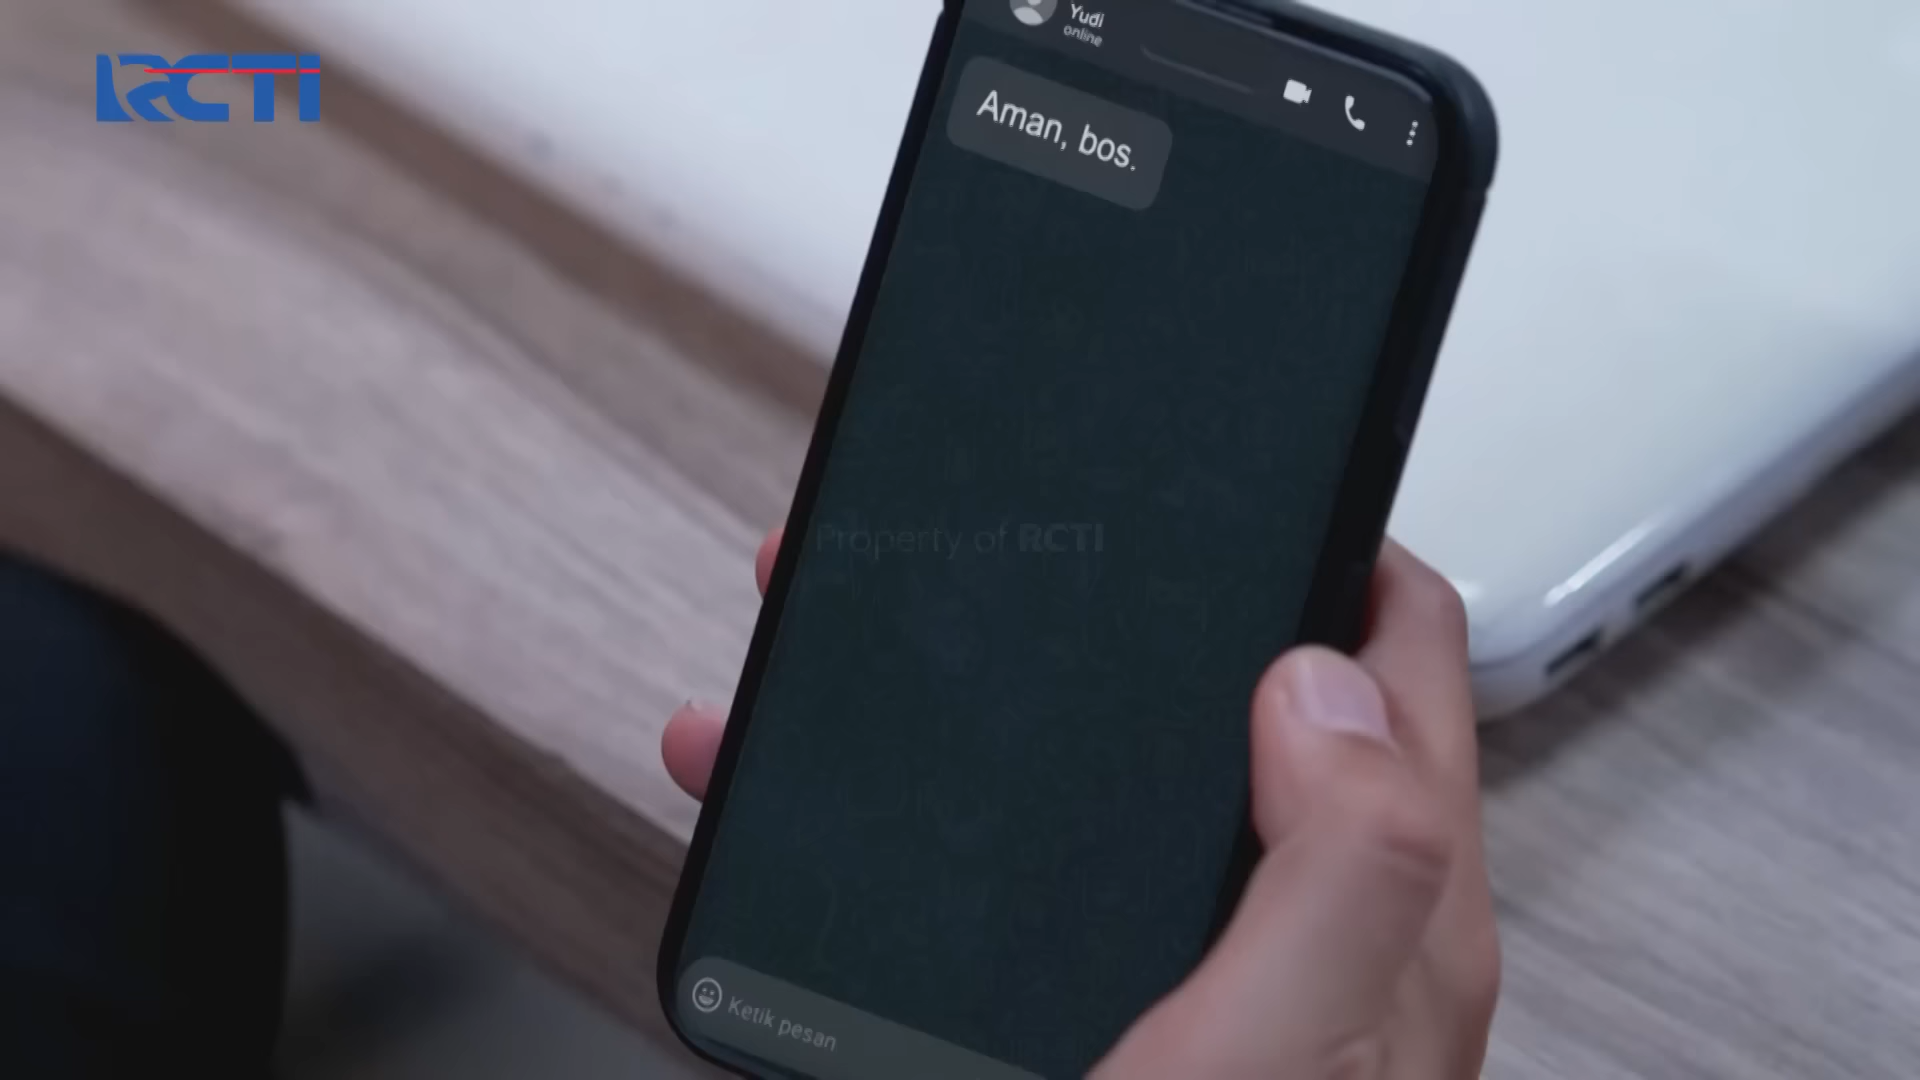 RCTI
Yudi
online
Aman, bos.
Property of RCTI
Ketik pesan